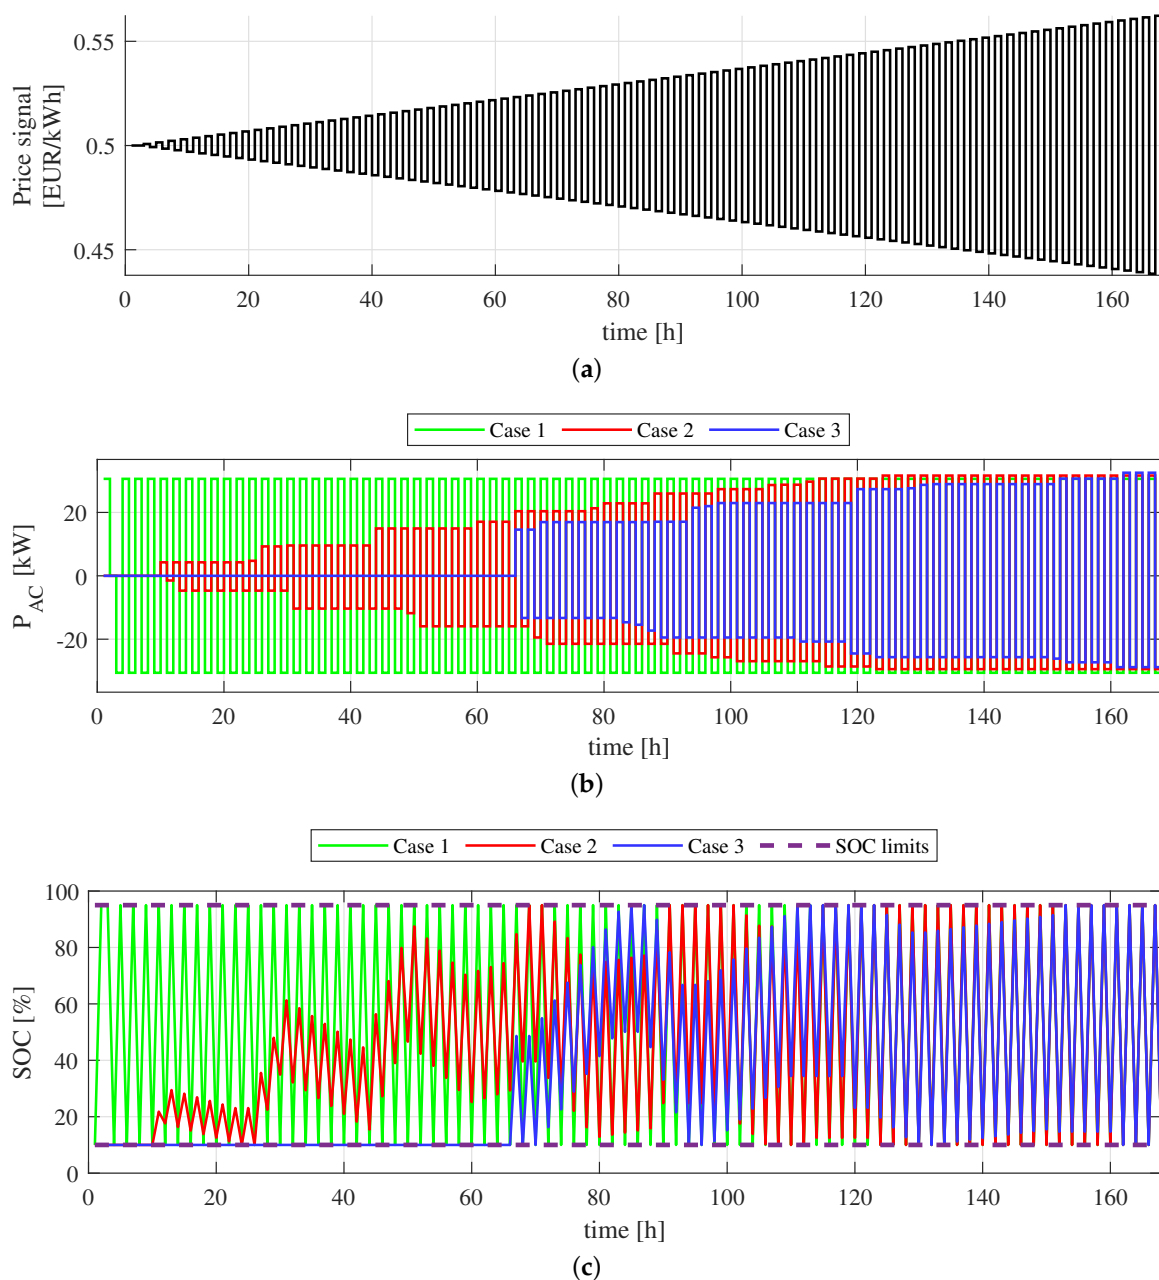 0.55
0.5
0.45
Price signal
[EUR/kWh]
0 20 40 60 80 100 120 140 160
time [h]
(a)
Case 1 Case 2 Case 3
20
0
-20
P_AC [kW]
0 20 40 60 80 100 120 140 160
time [h]
(b)
Case 1 Case 2 Case 3 SOC limits
100
80
60
40
20
0
SOC [%]
0 20 40 60 80 100 120 140 160
time [h]
(c)